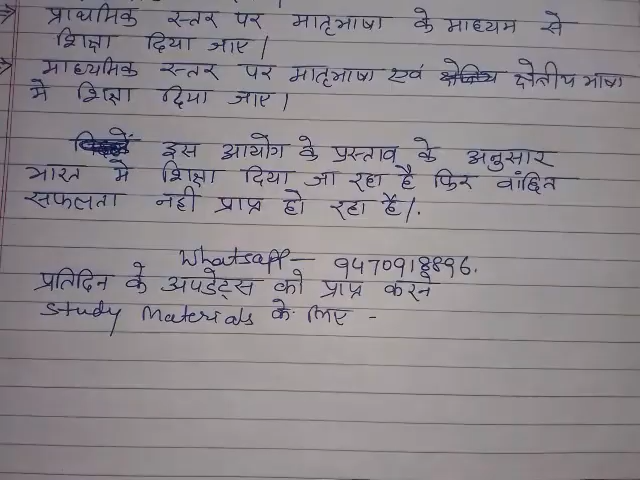 → प्राथमिक स्तर पर मातृभाषा के माध्यम से
शिक्षा दिया जाए।
→ माध्यमिक स्तर पर मातृभाषा एवं क्षेत्रीय भाषा
में शिक्षा दिया जाए।
इस आयोग के प्रस्ताव के अनुसार
भारत में शिक्षा दिया जा रहा है फिर वांछित
सफलता नही प्राप्त हो रहा है।.
Whatsapp – 9470918896.
प्रतिदिन के अपडेट्स को प्राप्त करने
study Materials के लिए -